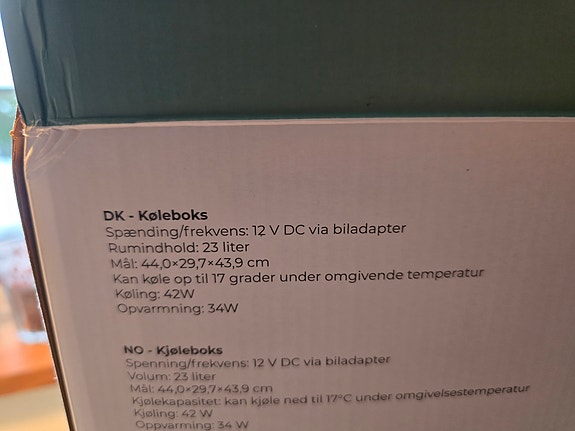 DK - Køleboks
Spænding/frekvens: 12 V DC via biladapter
Rumindhold: 23 liter
Mål: 44,0×29,7×43,9 cm
Kan køle op til 17 grader under omgivende temperatur
Køling: 42W
Opvarmning: 34W
NO - Kjøleboks
Spenning/frekvens: 12 V DC via biladapter
Volum: 23 liter
Mål: 44,0×29,7×43,9 cm
Kjølekapasitet: kan kjøle ned til 17°C under omgivelsestemperatur
Kjøling: 42 W
Oppvarming: 34 W